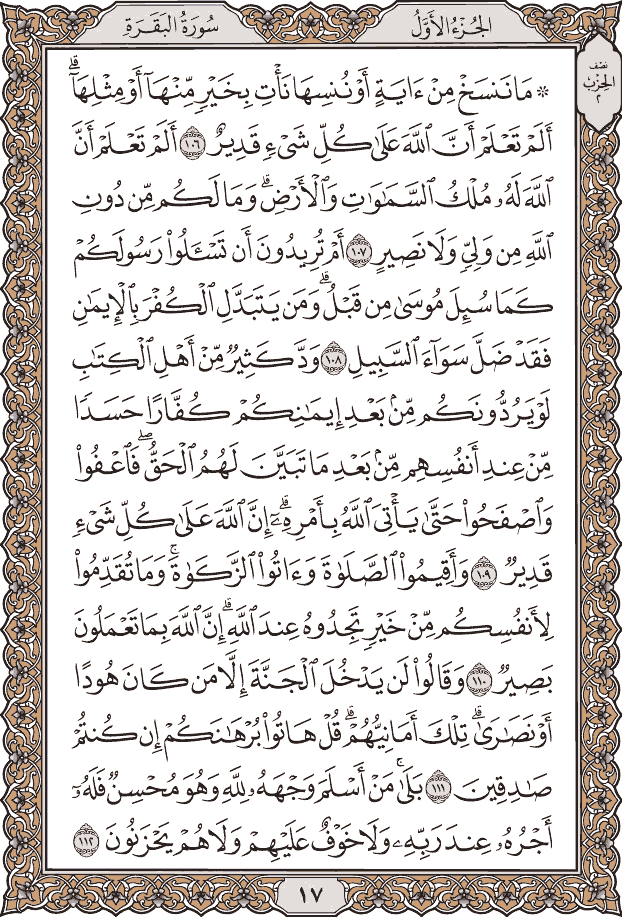 الجُزْءُ الأَوَّلُ
سُورَةُ البَقَرَةِ
نصف
الحِزْب
٢
۞ مَا نَنسَخْ مِنْ ءَايَةٍ أَوْ نُنسِهَا نَأْتِ بِخَيْرٍ مِّنْهَآ أَوْ مِثْلِهَآۗ
أَلَمْ تَعْلَمْ أَنَّ ٱللَّهَ عَلَىٰ كُلِّ شَىْءٍ قَدِيرٌ ١٠٦ أَلَمْ تَعْلَمْ أَنَّ
ٱللَّهَ لَهُۥ مُلْكُ ٱلسَّمَٰوَٰتِ وَٱلْأَرْضِۗ وَمَا لَكُم مِّن دُونِ
ٱللَّهِ مِن وَلِىٍّ وَلَا نَصِيرٍ ١٠٧ أَمْ تُرِيدُونَ أَن تَسْـَٔلُوا۟ رَسُولَكُمْ
كَمَا سُئِلَ مُوسَىٰ مِن قَبْلُۗ وَمَن يَتَبَدَّلِ ٱلْكُفْرَ بِٱلْإِيمَٰنِ
فَقَدْ ضَلَّ سَوَآءَ ٱلسَّبِيلِ ١٠٨ وَدَّ كَثِيرٌ مِّنْ أَهْلِ ٱلْكِتَٰبِ
لَوْ يَرُدُّونَكُم مِّنۢ بَعْدِ إِيمَٰنِكُمْ كُفَّارًا حَسَدًا
مِّنْ عِندِ أَنفُسِهِم مِّنۢ بَعْدِ مَا تَبَيَّنَ لَهُمُ ٱلْحَقُّۖ فَٱعْفُوا۟
وَٱصْفَحُوا۟ حَتَّىٰ يَأْتِىَ ٱللَّهُ بِأَمْرِهِۦٓۗ إِنَّ ٱللَّهَ عَلَىٰ كُلِّ شَىْءٍ
قَدِيرٌ ١٠٩ وَأَقِيمُوا۟ ٱلصَّلَوٰةَ وَءَاتُوا۟ ٱلزَّكَوٰةَۚ وَمَا تُقَدِّمُوا۟
لِأَنفُسِكُم مِّنْ خَيْرٍ تَجِدُوهُ عِندَ ٱللَّهِۗ إِنَّ ٱللَّهَ بِمَا تَعْمَلُونَ
بَصِيرٌ ١١٠ وَقَالُوا۟ لَن يَدْخُلَ ٱلْجَنَّةَ إِلَّا مَن كَانَ هُودًا
أَوْ نَصَٰرَىٰۗ تِلْكَ أَمَانِيُّهُمْۗ قُلْ هَاتُوا۟ بُرْهَٰنَكُمْ إِن كُنتُمْ
صَٰدِقِينَ ١١١ بَلَىٰۚ مَنْ أَسْلَمَ وَجْهَهُۥ لِلَّهِ وَهُوَ مُحْسِنٌ فَلَهُۥٓ
أَجْرُهُۥ عِندَ رَبِّهِۦ وَلَا خَوْفٌ عَلَيْهِمْ وَلَا هُمْ يَحْزَنُونَ ١١٢
١٧